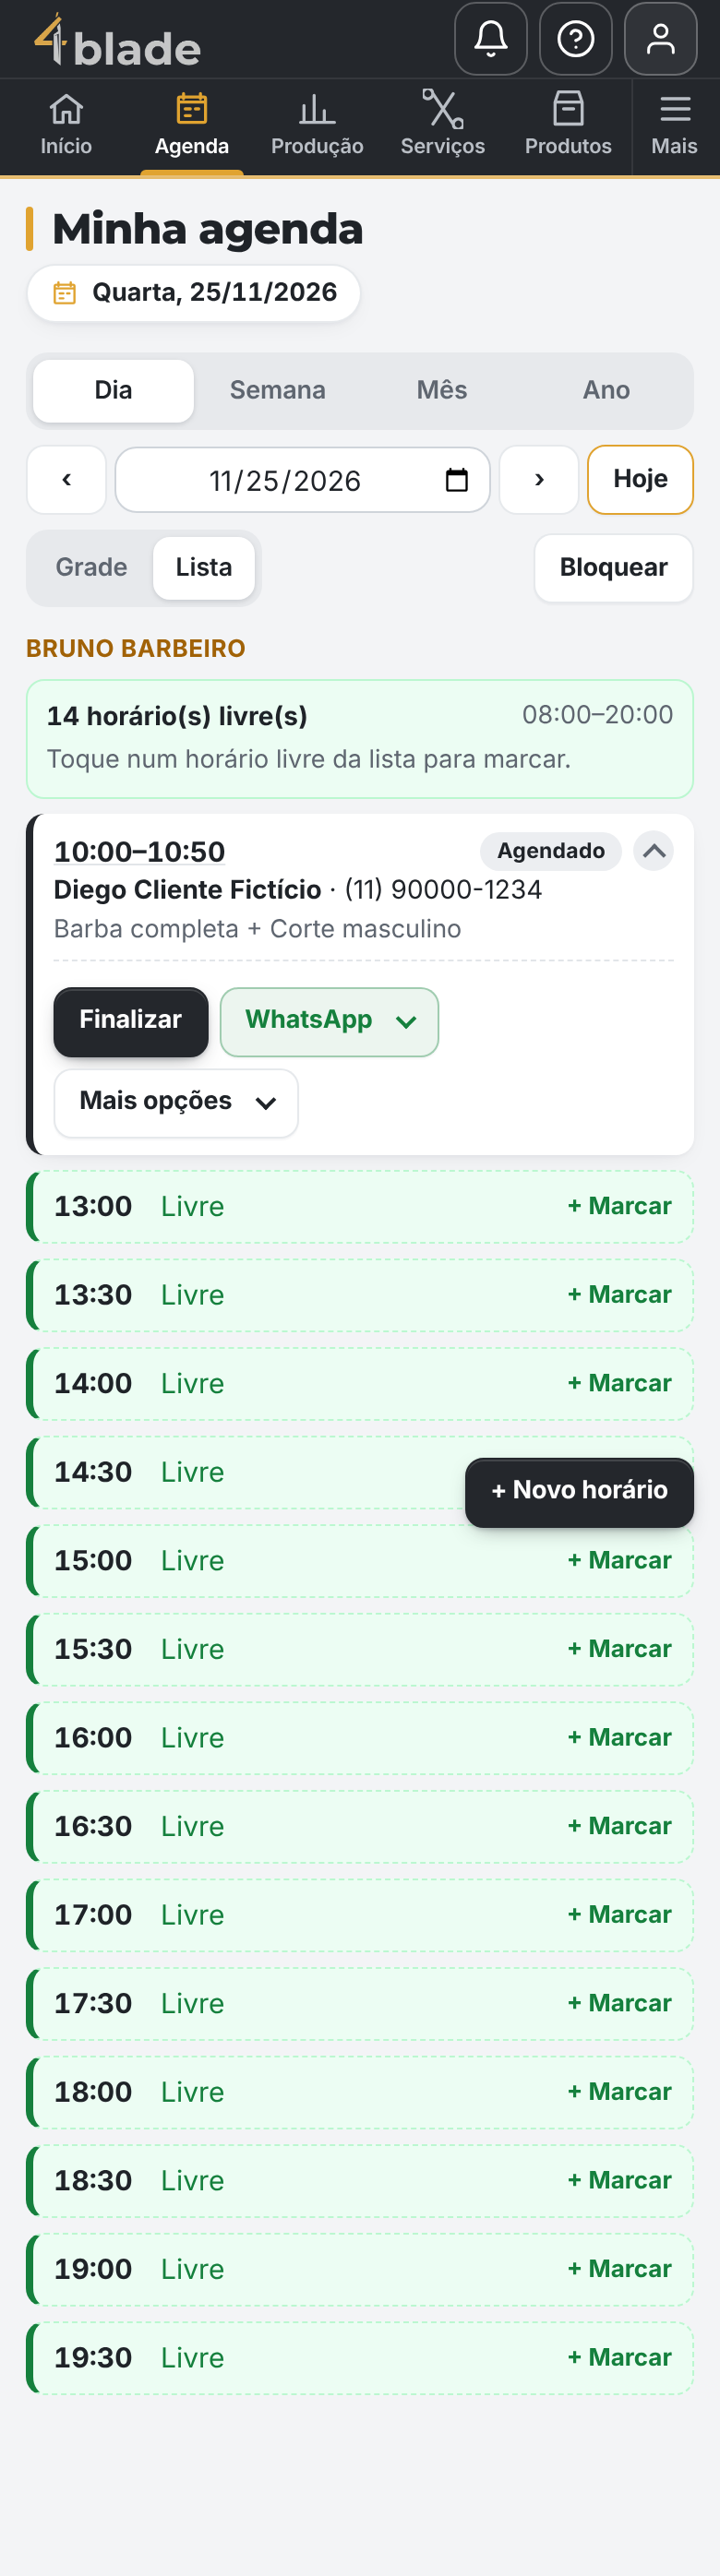 4blade
Início
Agenda
Produção
Serviços
Produtos
Mais
Minha agenda
Quarta, 25/11/2026
Dia
Semana
Mês
Ano
‹
11/25/2026
›
Hoje
Grade
Lista
Bloquear
BRUNO BARBEIRO
14 horário(s) livre(s)
08:00–20:00
Toque num horário livre da lista para marcar.
10:00–10:50
Agendado
Diego Cliente Fictício · (11) 90000-1234
Barba completa + Corte masculino
Finalizar
WhatsApp
Mais opções
13:00 Livre + Marcar
13:30 Livre + Marcar
14:00 Livre + Marcar
14:30 Livre
+ Novo horário
15:00 Livre + Marcar
15:30 Livre + Marcar
16:00 Livre + Marcar
16:30 Livre + Marcar
17:00 Livre + Marcar
17:30 Livre + Marcar
18:00 Livre + Marcar
18:30 Livre + Marcar
19:00 Livre + Marcar
19:30 Livre + Marcar